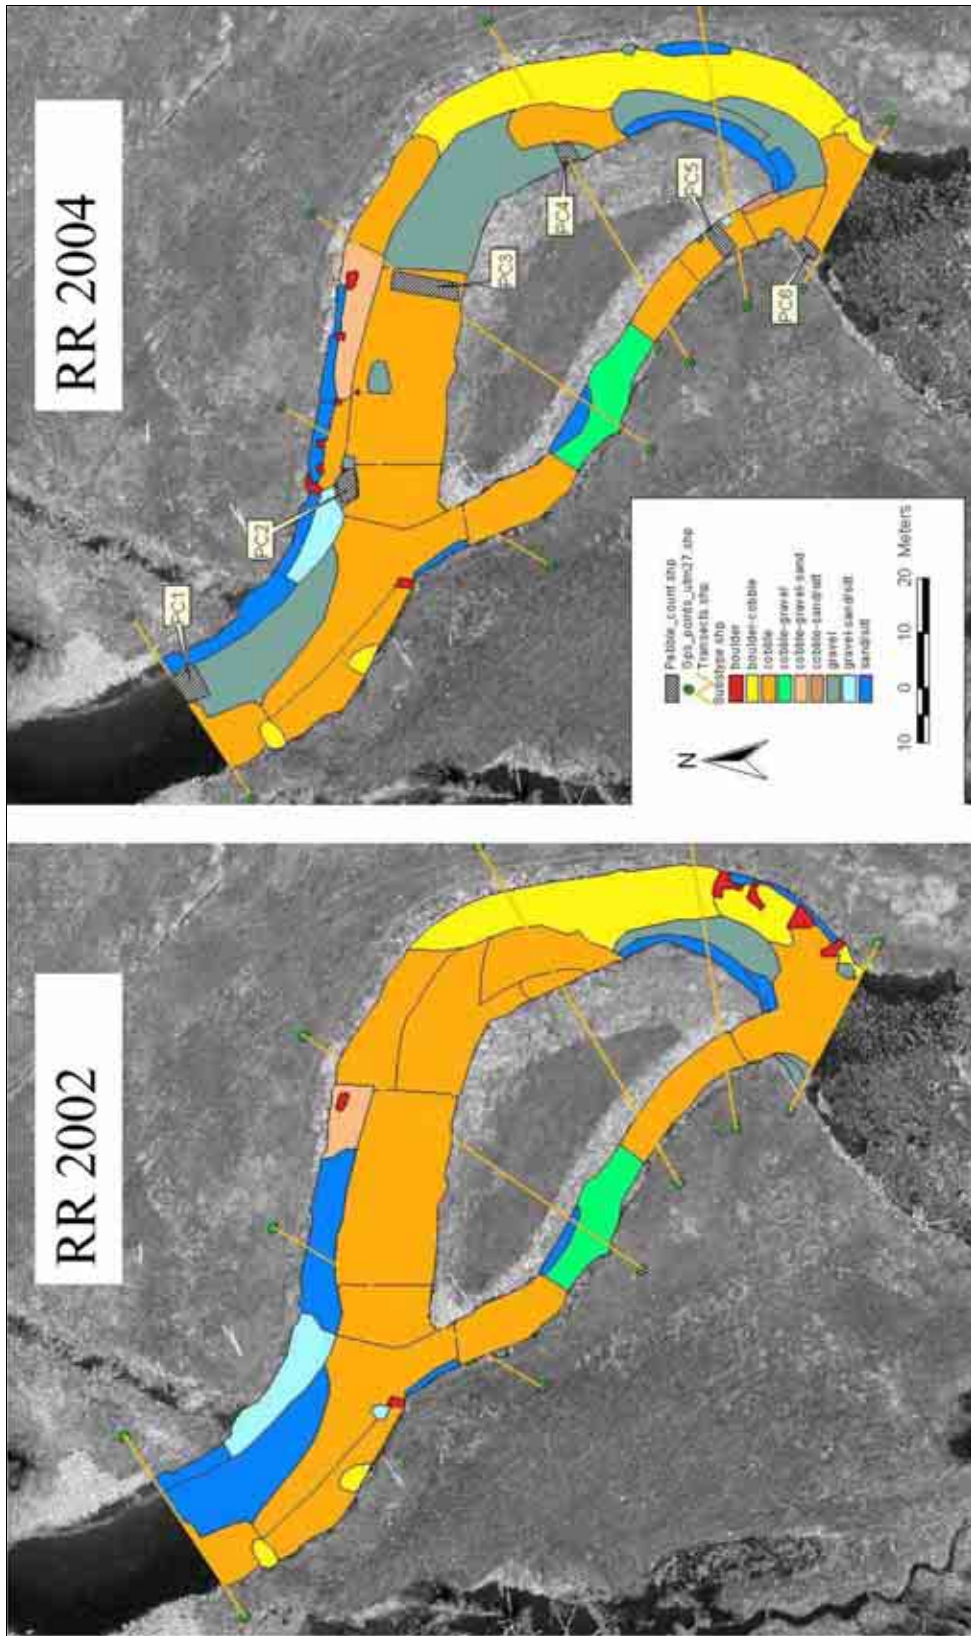 RR 2004
PC1
PC2
PC3
PC4
PC5
PC6
Pebble_count.shp
Gps_points_utm27.shp
Transects.shp
Substype.shp
boulder
boulder-cobble
cobble
cobble-gravel
cobble-gravel-sand
cobble-sand/silt
gravel
gravel-sand/silt
sand/silt
N
10 0 10 20 Meters
RR 2002